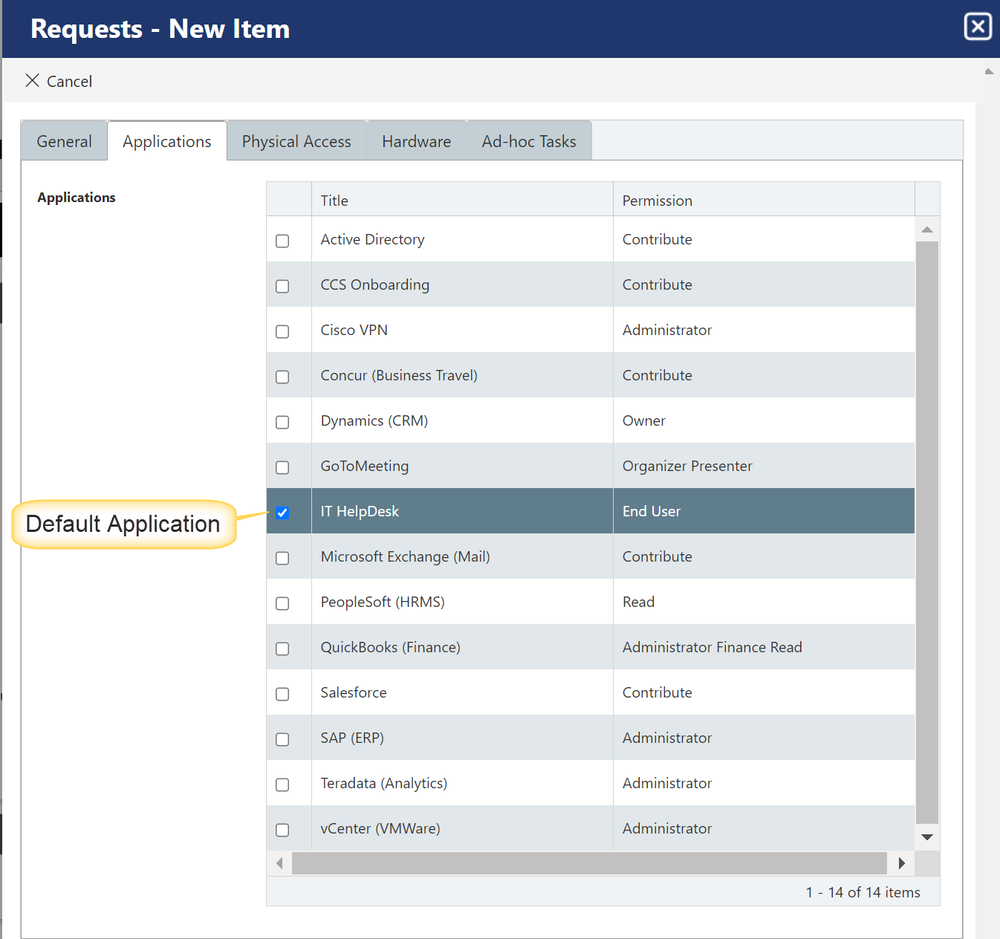 Requests - New Item
Cancel
General Applications Physical Access Hardware Ad-hoc Tasks
Applications
Title Permission
Active Directory Contribute
CCS Onboarding Contribute
Cisco VPN Administrator
Concur (Business Travel) Contribute
Dynamics (CRM) Owner
GoToMeeting Organizer Presenter
IT HelpDesk End User
Default Application
Microsoft Exchange (Mail) Contribute
PeopleSoft (HRMS) Read
QuickBooks (Finance) Administrator Finance Read
Salesforce Contribute
SAP (ERP) Administrator
Teradata (Analytics) Administrator
vCenter (VMWare) Administrator
1 - 14 of 14 items